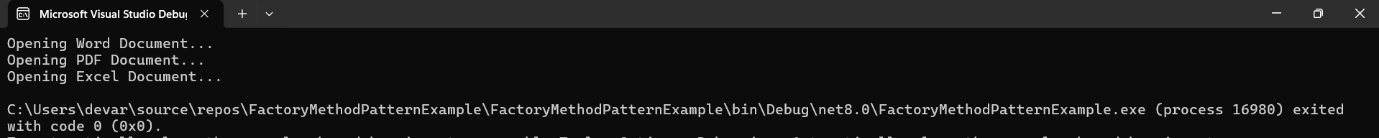 Microsoft Visual Studio Debu
Opening Word Document...
Opening PDF Document...
Opening Excel Document...
C:\Users\devar\source\repos\FactoryMethodPatternExample\FactoryMethodPatternExample\bin\Debug\net8.0\FactoryMethodPatternExample.exe (process 16980) exited
with code 0 (0x0).